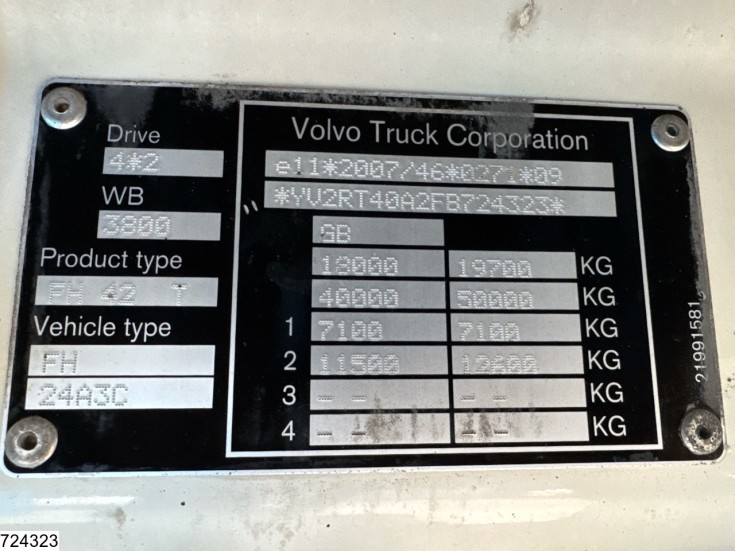 Drive
4*2
WB
3800
Product type
FH 42 T
Vehicle type
FH
24A3C
Volvo Truck Corporation
e11*2007/46*0271*09
*YV2RT40A2FB724323*
GB
18000 19700 KG
40000 50000 KG
1 7100 7100 KG
2 11500 12600 KG
3 -- -- KG
4 -- -- KG
21991581
724323